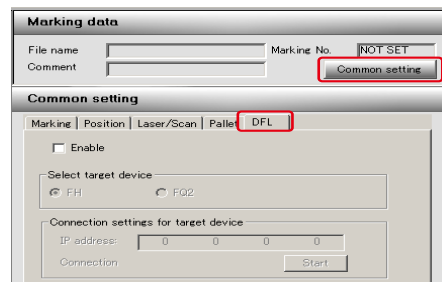 Marking data
File name Marking No. NOT SET
Comment Common setting
Common setting
Marking Position Laser/Scan Pallet DFL
Enable
Select target device
FH FQ2
Connection settings for target device
IP address: 0 0 0 0
Connection Start